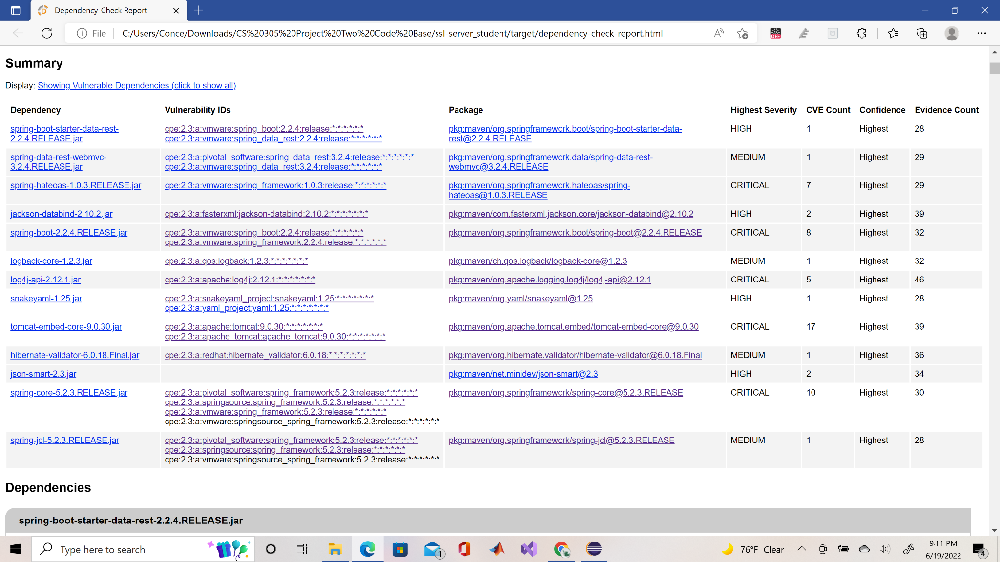 Dependency-Check Report
File
C:/Users/Conce/Downloads/CS%20305%20Project%20Two%20Code%20Base/ssl-server_student/target/dependency-check-report.html
OFF
Summary
Display: Showing Vulnerable Dependencies (click to show all)
Dependency Vulnerability IDs Package Highest Severity CVE Count Confidence Evidence Count
spring-boot-starter-data-rest- cpe:2.3:a:vmware:spring_boot:2.2.4:release:*:*:*:*:*:* pkg:maven/org.springframework.boot/spring-boot-starter-data- HIGH 1 Highest 28
2.2.4.RELEASE.jar cpe:2.3:a:vmware:spring_data_rest:2.2.4:release:*:*:*:*:*:* rest@2.2.4.RELEASE
spring-data-rest-webmvc- cpe:2.3:a:pivotal_software:spring_data_rest:3.2.4:release:*:*:*:*:*:* pkg:maven/org.springframework.data/spring-data-rest- MEDIUM 1 Highest 29
3.2.4.RELEASE.jar cpe:2.3:a:vmware:spring_data_rest:3.2.4:release:*:*:*:*:*:* webmvc@3.2.4.RELEASE
spring-hateoas-1.0.3.RELEASE.jar cpe:2.3:a:vmware:spring_framework:1.0.3:release:*:*:*:*:*:* pkg:maven/org.springframework.hateoas/spring- CRITICAL 7 Highest 29
hateoas@1.0.3.RELEASE
jackson-databind-2.10.2.jar cpe:2.3:a:fasterxml:jackson-databind:2.10.2:*:*:*:*:*:*:* pkg:maven/com.fasterxml.jackson.core/jackson-databind@2.10.2 HIGH 2 Highest 39
spring-boot-2.2.4.RELEASE.jar cpe:2.3:a:vmware:spring_boot:2.2.4:release:*:*:*:*:*:* pkg:maven/org.springframework.boot/spring-boot@2.2.4.RELEASE CRITICAL 8 Highest 32
cpe:2.3:a:vmware:spring_framework:2.2.4:release:*:*:*:*:*:*
logback-core-1.2.3.jar cpe:2.3:a:qos:logback:1.2.3:*:*:*:*:*:*:* pkg:maven/ch.qos.logback/logback-core@1.2.3 MEDIUM 1 Highest 32
log4j-api-2.12.1.jar cpe:2.3:a:apache:log4j:2.12.1:*:*:*:*:*:*:* pkg:maven/org.apache.logging.log4j/log4j-api@2.12.1 CRITICAL 5 Highest 46
snakeyaml-1.25.jar cpe:2.3:a:snakeyaml_project:snakeyaml:1.25:*:*:*:*:*:*:* pkg:maven/org.yaml/snakeyaml@1.25 HIGH 1 Highest 28
cpe:2.3:a:yaml_project:yaml:1.25:*:*:*:*:*:*:*
tomcat-embed-core-9.0.30.jar cpe:2.3:a:apache:tomcat:9.0.30:*:*:*:*:*:*:* pkg:maven/org.apache.tomcat.embed/tomcat-embed-core@9.0.30 CRITICAL 17 Highest 39
cpe:2.3:a:apache_tomcat:apache_tomcat:9.0.30:*:*:*:*:*:*:*
hibernate-validator-6.0.18.Final.jar cpe:2.3:a:redhat:hibernate_validator:6.0.18:*:*:*:*:*:*:* pkg:maven/org.hibernate.validator/hibernate-validator@6.0.18.Final MEDIUM 1 Highest 36
json-smart-2.3.jar pkg:maven/net.minidev/json-smart@2.3 HIGH 2 34
spring-core-5.2.3.RELEASE.jar cpe:2.3:a:pivotal_software:spring_framework:5.2.3:release:*:*:*:*:*:* pkg:maven/org.springframework/spring-core@5.2.3.RELEASE CRITICAL 10 Highest 30
cpe:2.3:a:springsource:spring_framework:5.2.3:release:*:*:*:*:*:*
cpe:2.3:a:vmware:spring_framework:5.2.3:release:*:*:*:*:*:*
cpe:2.3:a:vmware:springsource_spring_framework:5.2.3:release:*:*:*:*:*:*
spring-jcl-5.2.3.RELEASE.jar cpe:2.3:a:pivotal_software:spring_framework:5.2.3:release:*:*:*:*:*:* pkg:maven/org.springframework/spring-jcl@5.2.3.RELEASE MEDIUM 1 Highest 28
cpe:2.3:a:springsource:spring_framework:5.2.3:release:*:*:*:*:*:*
cpe:2.3:a:vmware:springsource_spring_framework:5.2.3:release:*:*:*:*:*:*
Dependencies
spring-boot-starter-data-rest-2.2.4.RELEASE.jar
Type here to search
1
76°F Clear
9:11 PM
6/19/2022
4